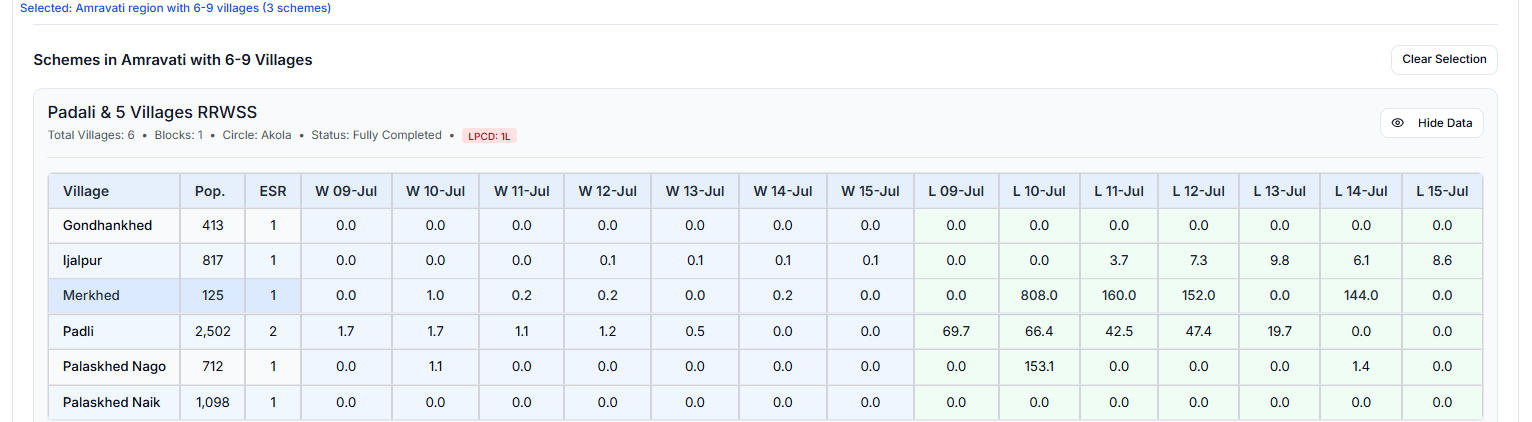 Selected: Amravati region with 6-9 villages (3 schemes)
Schemes in Amravati with 6-9 Villages
Clear Selection
Padali & 5 Villages RRWSS
Total Villages: 6 • Blocks: 1 • Circle: Akola • Status: Fully Completed • LPCD: 1L
Hide Data
Village Pop. ESR W 09-Jul W 10-Jul W 11-Jul W 12-Jul W 13-Jul W 14-Jul W 15-Jul L 09-Jul L 10-Jul L 11-Jul L 12-Jul L 13-Jul L 14-Jul L 15-Jul
Gondhankhed 413 1 0.0 0.0 0.0 0.0 0.0 0.0 0.0 0.0 0.0 0.0 0.0 0.0 0.0 0.0
Ijalpur 817 1 0.0 0.0 0.0 0.1 0.1 0.1 0.1 0.0 0.0 3.7 7.3 9.8 6.1 8.6
Merkhed 125 1 0.0 1.0 0.2 0.2 0.0 0.2 0.0 0.0 808.0 160.0 152.0 0.0 144.0 0.0
Padli 2,502 2 1.7 1.7 1.1 1.2 0.5 0.0 0.0 69.7 66.4 42.5 47.4 19.7 0.0 0.0
Palaskhed Nago 712 1 0.0 1.1 0.0 0.0 0.0 0.0 0.0 0.0 153.1 0.0 0.0 0.0 1.4 0.0
Palaskhed Naik 1,098 1 0.0 0.0 0.0 0.0 0.0 0.0 0.0 0.0 0.0 0.0 0.0 0.0 0.0 0.0